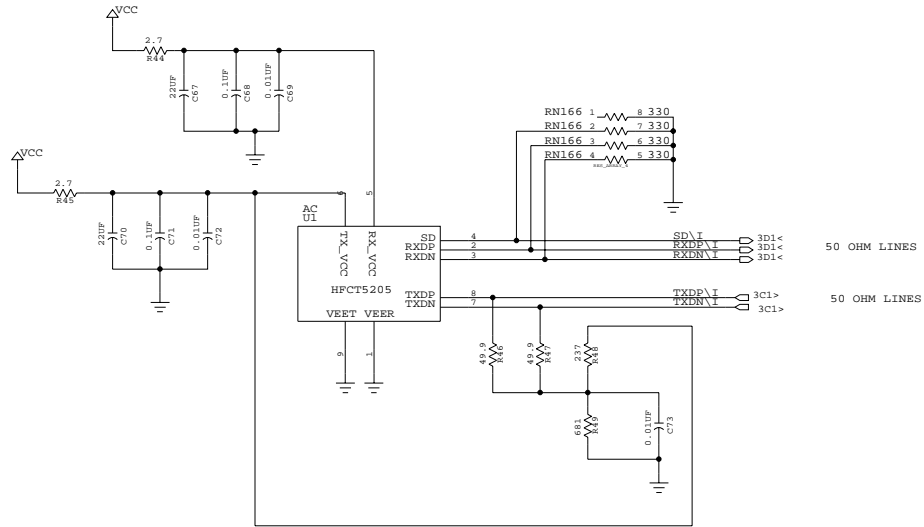 VCC
2.7
R44
22UF
C67
0.1UF
C68
0.01UF
C69
RN166 1 8 330
RN166 2 7 330
RN166 3 6 330
RN166 4 5 330
RES_ARRAY_4
VCC
2.7
R45
22UF
C70
0.1UF
C71
0.01UF
C72
6
5
AC
U1
TX_VCC
RX_VCC
SD 4 SD\I 3D1<
RXDP 2 RXDP\I 3D1<
RXDN 3 RXDN\I 3D1<
50 OHM LINES
HFCT5205
TXDP 8 TXDP\I 3C1>
TXDN 7 TXDN\I 3C1>
50 OHM LINES
VEET VEER
9
1
49.9
R46
49.9
R47
237
R48
681
R49
0.01UF
C73